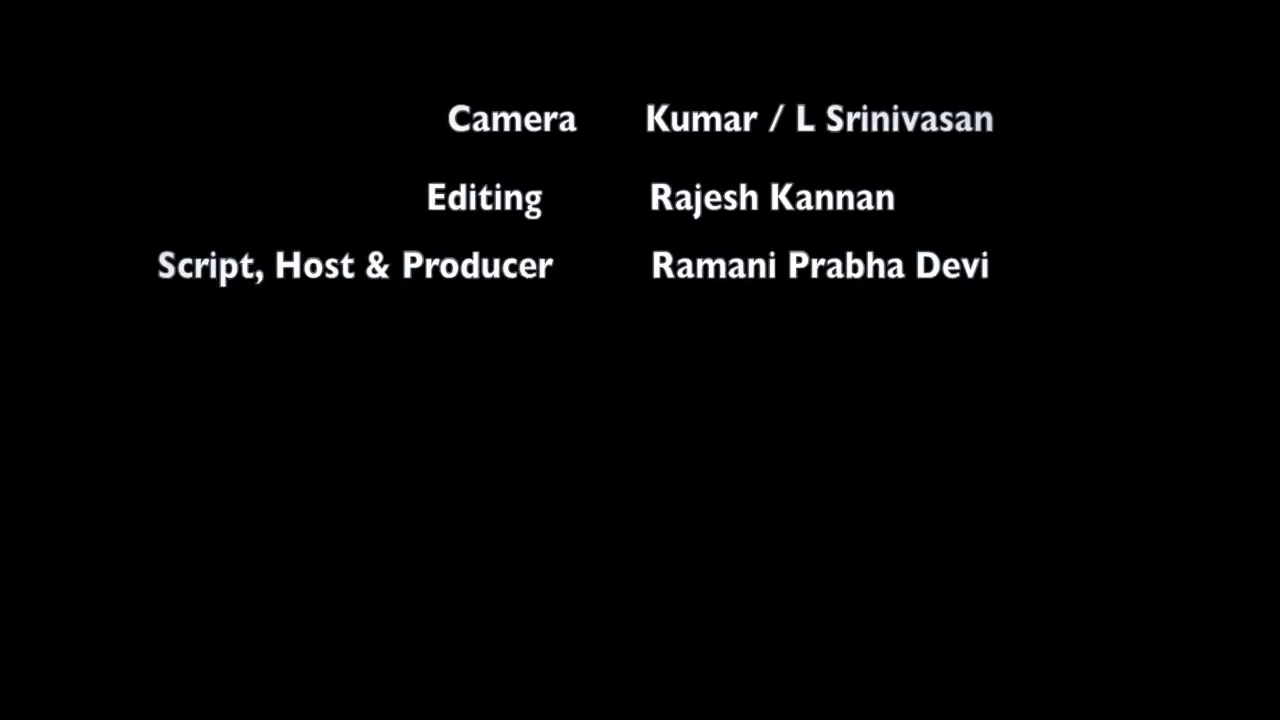 Camera Kumar / L Srinivasan
Editing Rajesh Kannan
Script, Host & Producer Ramani Prabha Devi